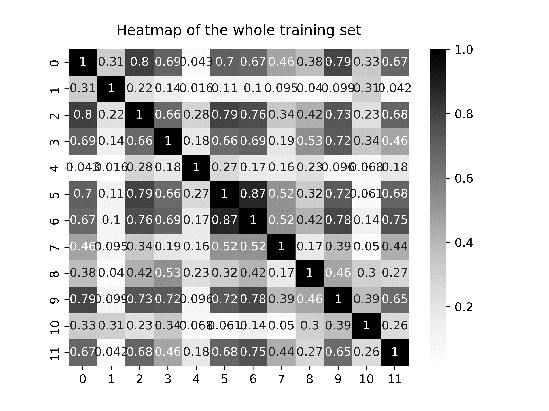 Heatmap of the whole training set
0 1 0.31 0.8 0.69 0.043 0.7 0.67 0.46 0.38 0.79 0.33 0.67
1 0.31 1 0.22 0.14 0.016 0.11 0.1 0.095 0.04 0.099 0.31 0.042
2 0.8 0.22 1 0.66 0.28 0.79 0.76 0.34 0.42 0.73 0.23 0.68
3 0.69 0.14 0.66 1 0.18 0.66 0.69 0.19 0.53 0.72 0.34 0.46
4 0.043 0.016 0.28 0.18 1 0.27 0.17 0.16 0.23 0.096 0.068 0.18
5 0.7 0.11 0.79 0.66 0.27 1 0.87 0.52 0.32 0.72 0.061 0.68
6 0.67 0.1 0.76 0.69 0.17 0.87 1 0.52 0.42 0.78 0.14 0.75
7 0.46 0.095 0.34 0.19 0.16 0.52 0.52 1 0.17 0.39 0.05 0.44
8 0.38 0.04 0.42 0.53 0.23 0.32 0.42 0.17 1 0.46 0.3 0.27
9 0.79 0.099 0.73 0.72 0.096 0.72 0.78 0.39 0.46 1 0.39 0.65
10 0.33 0.31 0.23 0.34 0.068 0.061 0.14 0.05 0.3 0.39 1 0.26
11 0.67 0.042 0.68 0.46 0.18 0.68 0.75 0.44 0.27 0.65 0.26 1
0 1 2 3 4 5 6 7 8 9 10 11
1.0
0.8
0.6
0.4
0.2